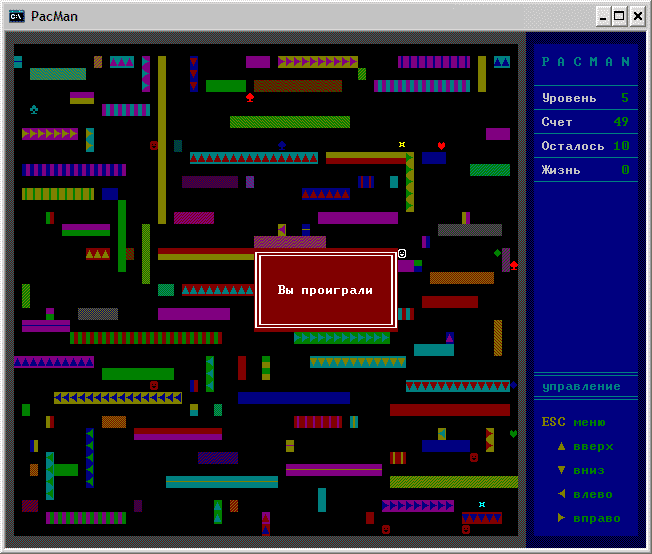 PacMan
P A C M A N
Уровень 5
Счет 49
Осталось 10
Жизнь 0
Вы проиграли
управление
ESC меню
▲ вверх
▼ вниз
◄ влево
► вправо